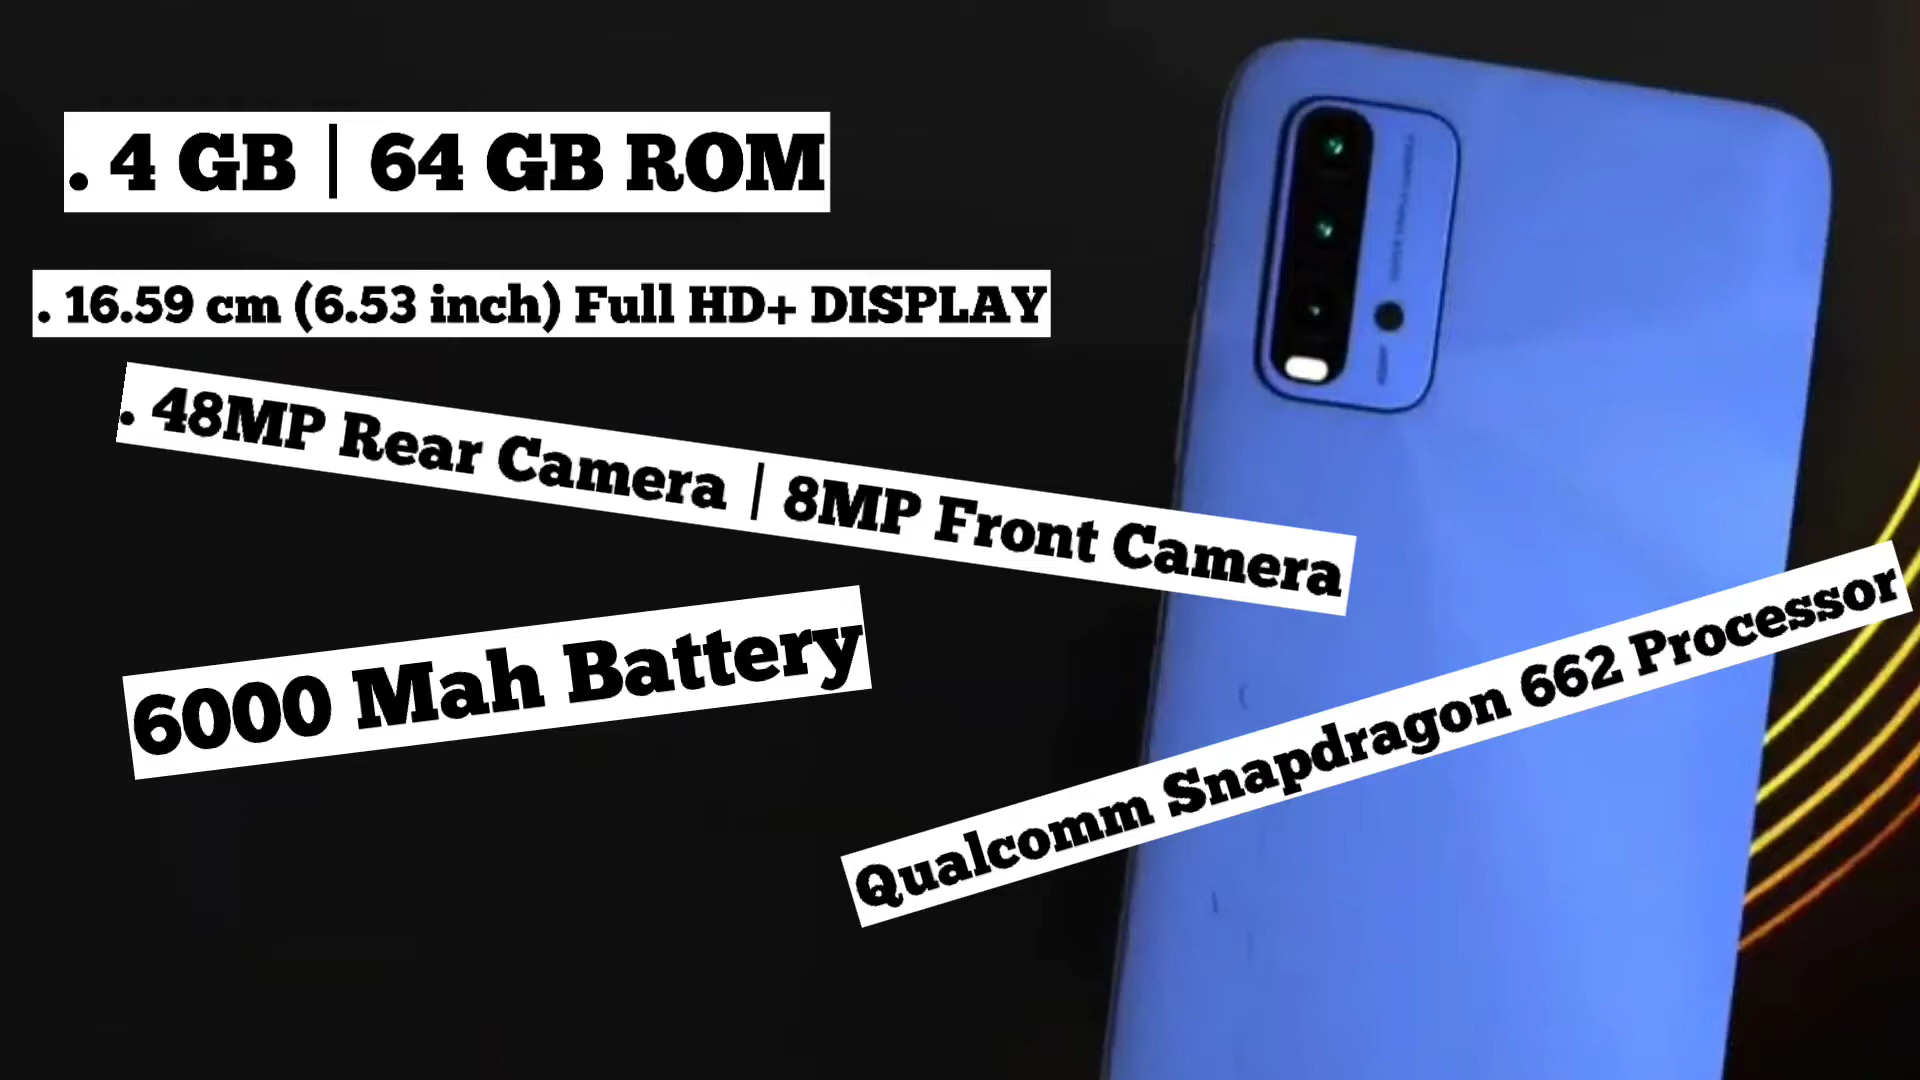 . 4 GB | 64 GB ROM
. 16.59 cm (6.53 inch) Full HD+ DISPLAY
. 48MP Rear Camera | 8MP Front Camera
6000 Mah Battery
Qualcomm Snapdragon 662 Processor